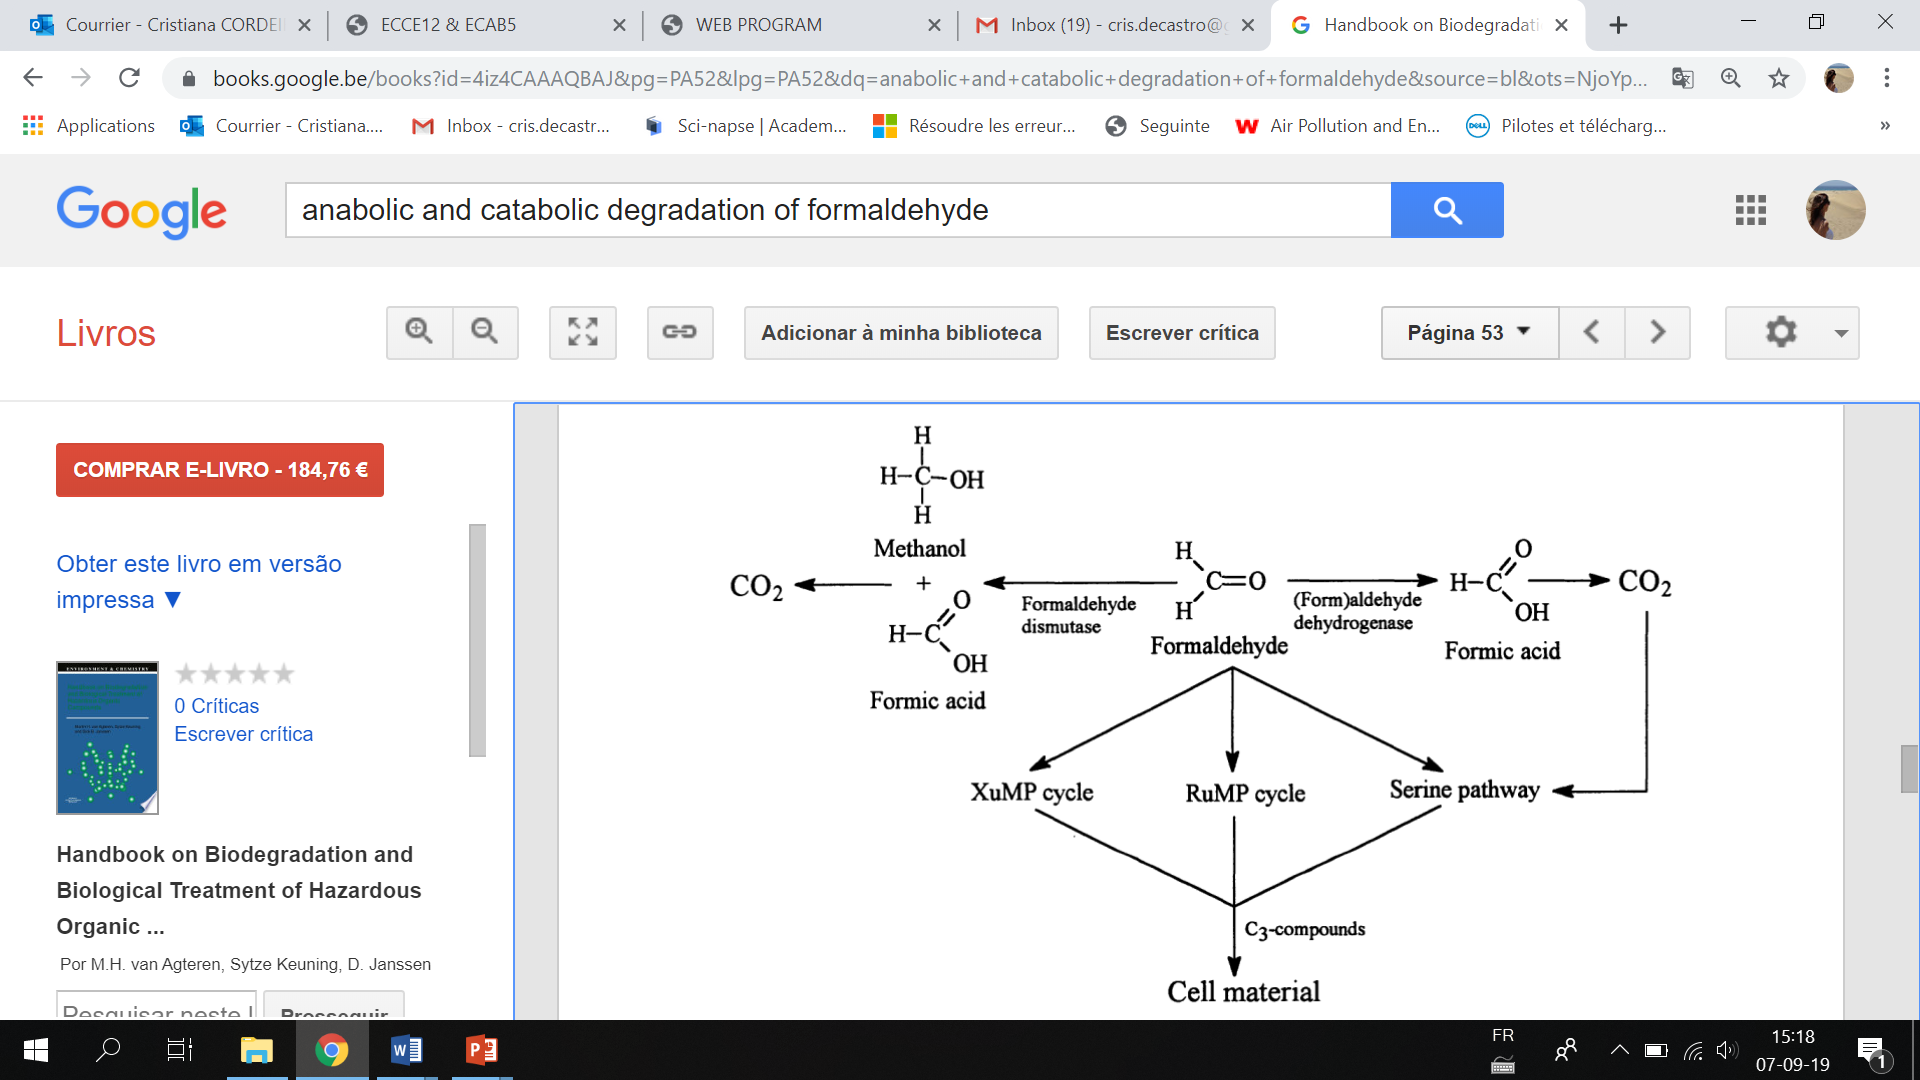 Courrier - Cristiana CORDEI
ECCE12 & ECAB5
WEB PROGRAM
Inbox (19) - cris.decastro@g
Handbook on Biodegradati
books.google.be/books?id=4iz4CAAAQBAJ&pg=PA52&lpg=PA52&dq=anabolic+and+catabolic+degradation+of+formaldehyde&source=bl&ots=NjoYp...
Applications
Courrier - Cristiana....
Inbox - cris.decastr...
Sci-napse | Academ...
Résoudre les erreur...
Seguinte
Air Pollution and En...
Pilotes et télécharg...
»
Google
anabolic and catabolic degradation of formaldehyde
Livros
Adicionar à minha biblioteca
Escrever crítica
Página 53
COMPRAR E-LIVRO - 184,76 €
Obter este livro em versão
impressa ▼
ENVIRONMENT & CHEMISTRY
0 Críticas
Escrever crítica
Handbook on Biodegradation and
Biological Treatment of Hazardous
Organic ...
Por M.H. van Agteren, Sytze Keuning, D. Janssen
Pesquisar neste l
Prosseguir
H
H-C-OH
H
Methanol
+
CO2
O
H-C
OH
Formic acid
Formaldehyde
dismutase
H
C=O
H
Formaldehyde
(Form)aldehyde
dehydrogenase
O
H-C
OH
Formic acid
CO2
XuMP cycle
RuMP cycle
Serine pathway
C3-compounds
Cell material
FR
15:18
07-09-19
1